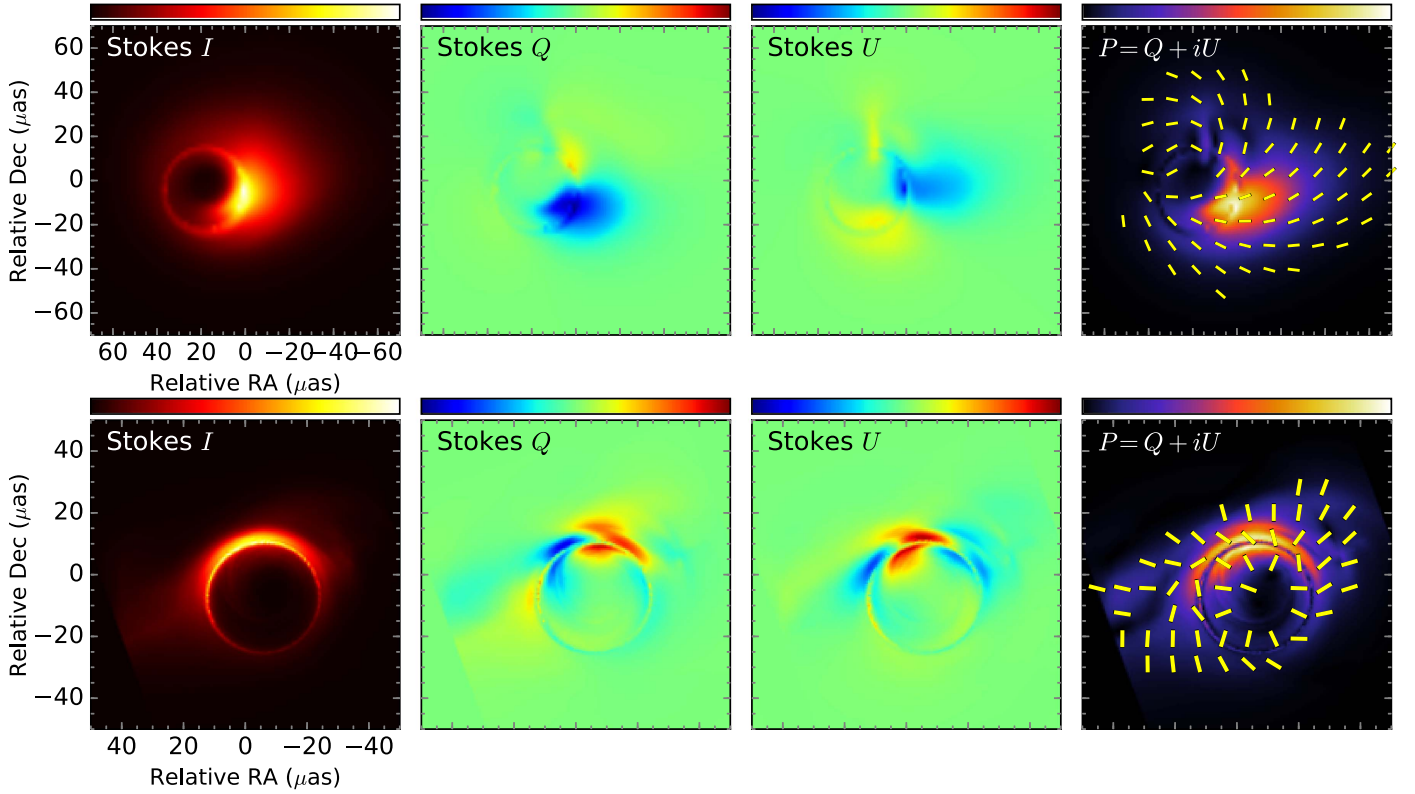 Stokes I
Stokes Q
Stokes U
P = Q + iU
Relative Dec (μas)
60
40
20
0
−20
−40
−60
60 40 20 0 −20 −40 −60
Relative RA (μas)
Stokes I
Stokes Q
Stokes U
P = Q + iU
Relative Dec (μas)
40
20
0
−20
−40
40 20 0 −20 −40
Relative RA (μas)